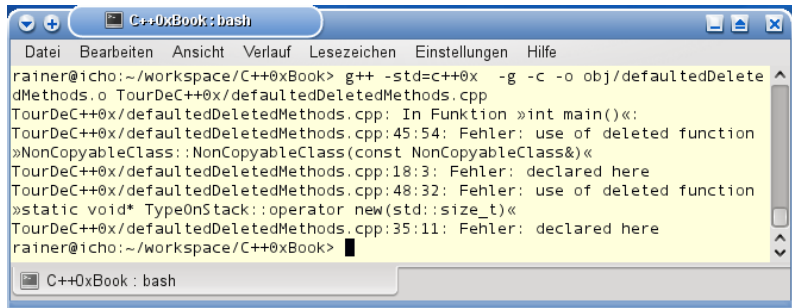 C++0xBook : bash
Datei Bearbeiten Ansicht Verlauf Lesezeichen Einstellungen Hilfe
rainer@icho:~/workspace/C++0xBook> g++ -std=c++0x  -g -c -o obj/defaultedDelete
dMethods.o TourDeC++0x/defaultedDeletedMethods.cpp
TourDeC++0x/defaultedDeletedMethods.cpp: In Funktion »int main()«:
TourDeC++0x/defaultedDeletedMethods.cpp:45:54: Fehler: use of deleted function
»NonCopyableClass::NonCopyableClass(const NonCopyableClass&)«
TourDeC++0x/defaultedDeletedMethods.cpp:18:3: Fehler: declared here
TourDeC++0x/defaultedDeletedMethods.cpp:48:32: Fehler: use of deleted function
»static void* TypeOnStack::operator new(std::size_t)«
TourDeC++0x/defaultedDeletedMethods.cpp:35:11: Fehler: declared here
rainer@icho:~/workspace/C++0xBook>
C++0xBook : bash